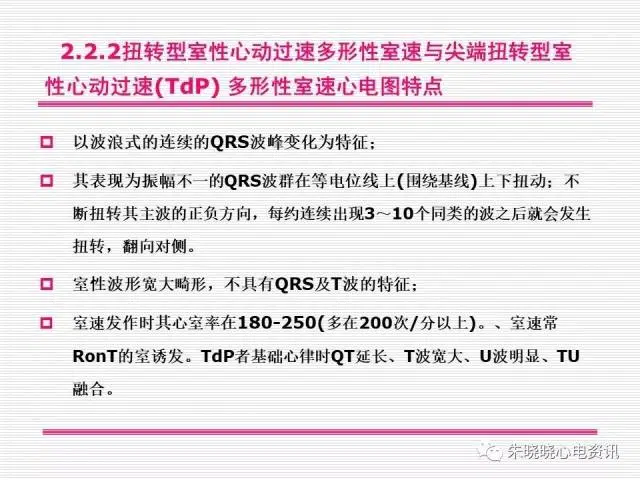 2.2.2扭转型室性心动过速多形性室速与尖端扭转型室
性心动过速(TdP) 多形性室速心电图特点
以波浪式的连续的QRS波峰变化为特征；
其表现为振幅不一的QRS波群在等电位线上(围绕基线)上下扭动；不
断扭转其主波的正负方向，每约连续出现3～10个同类的波之后就会发生
扭转，翻向对侧。
室性波形宽大畸形，不具有QRS及T波的特征；
室速发作时其心室率在180-250(多在200次/分以上)。、室速常
RonT的室诱发。TdP者基础心律时QT延长、T波宽大、U波明显、TU
融合。
朱晓晓心电资讯